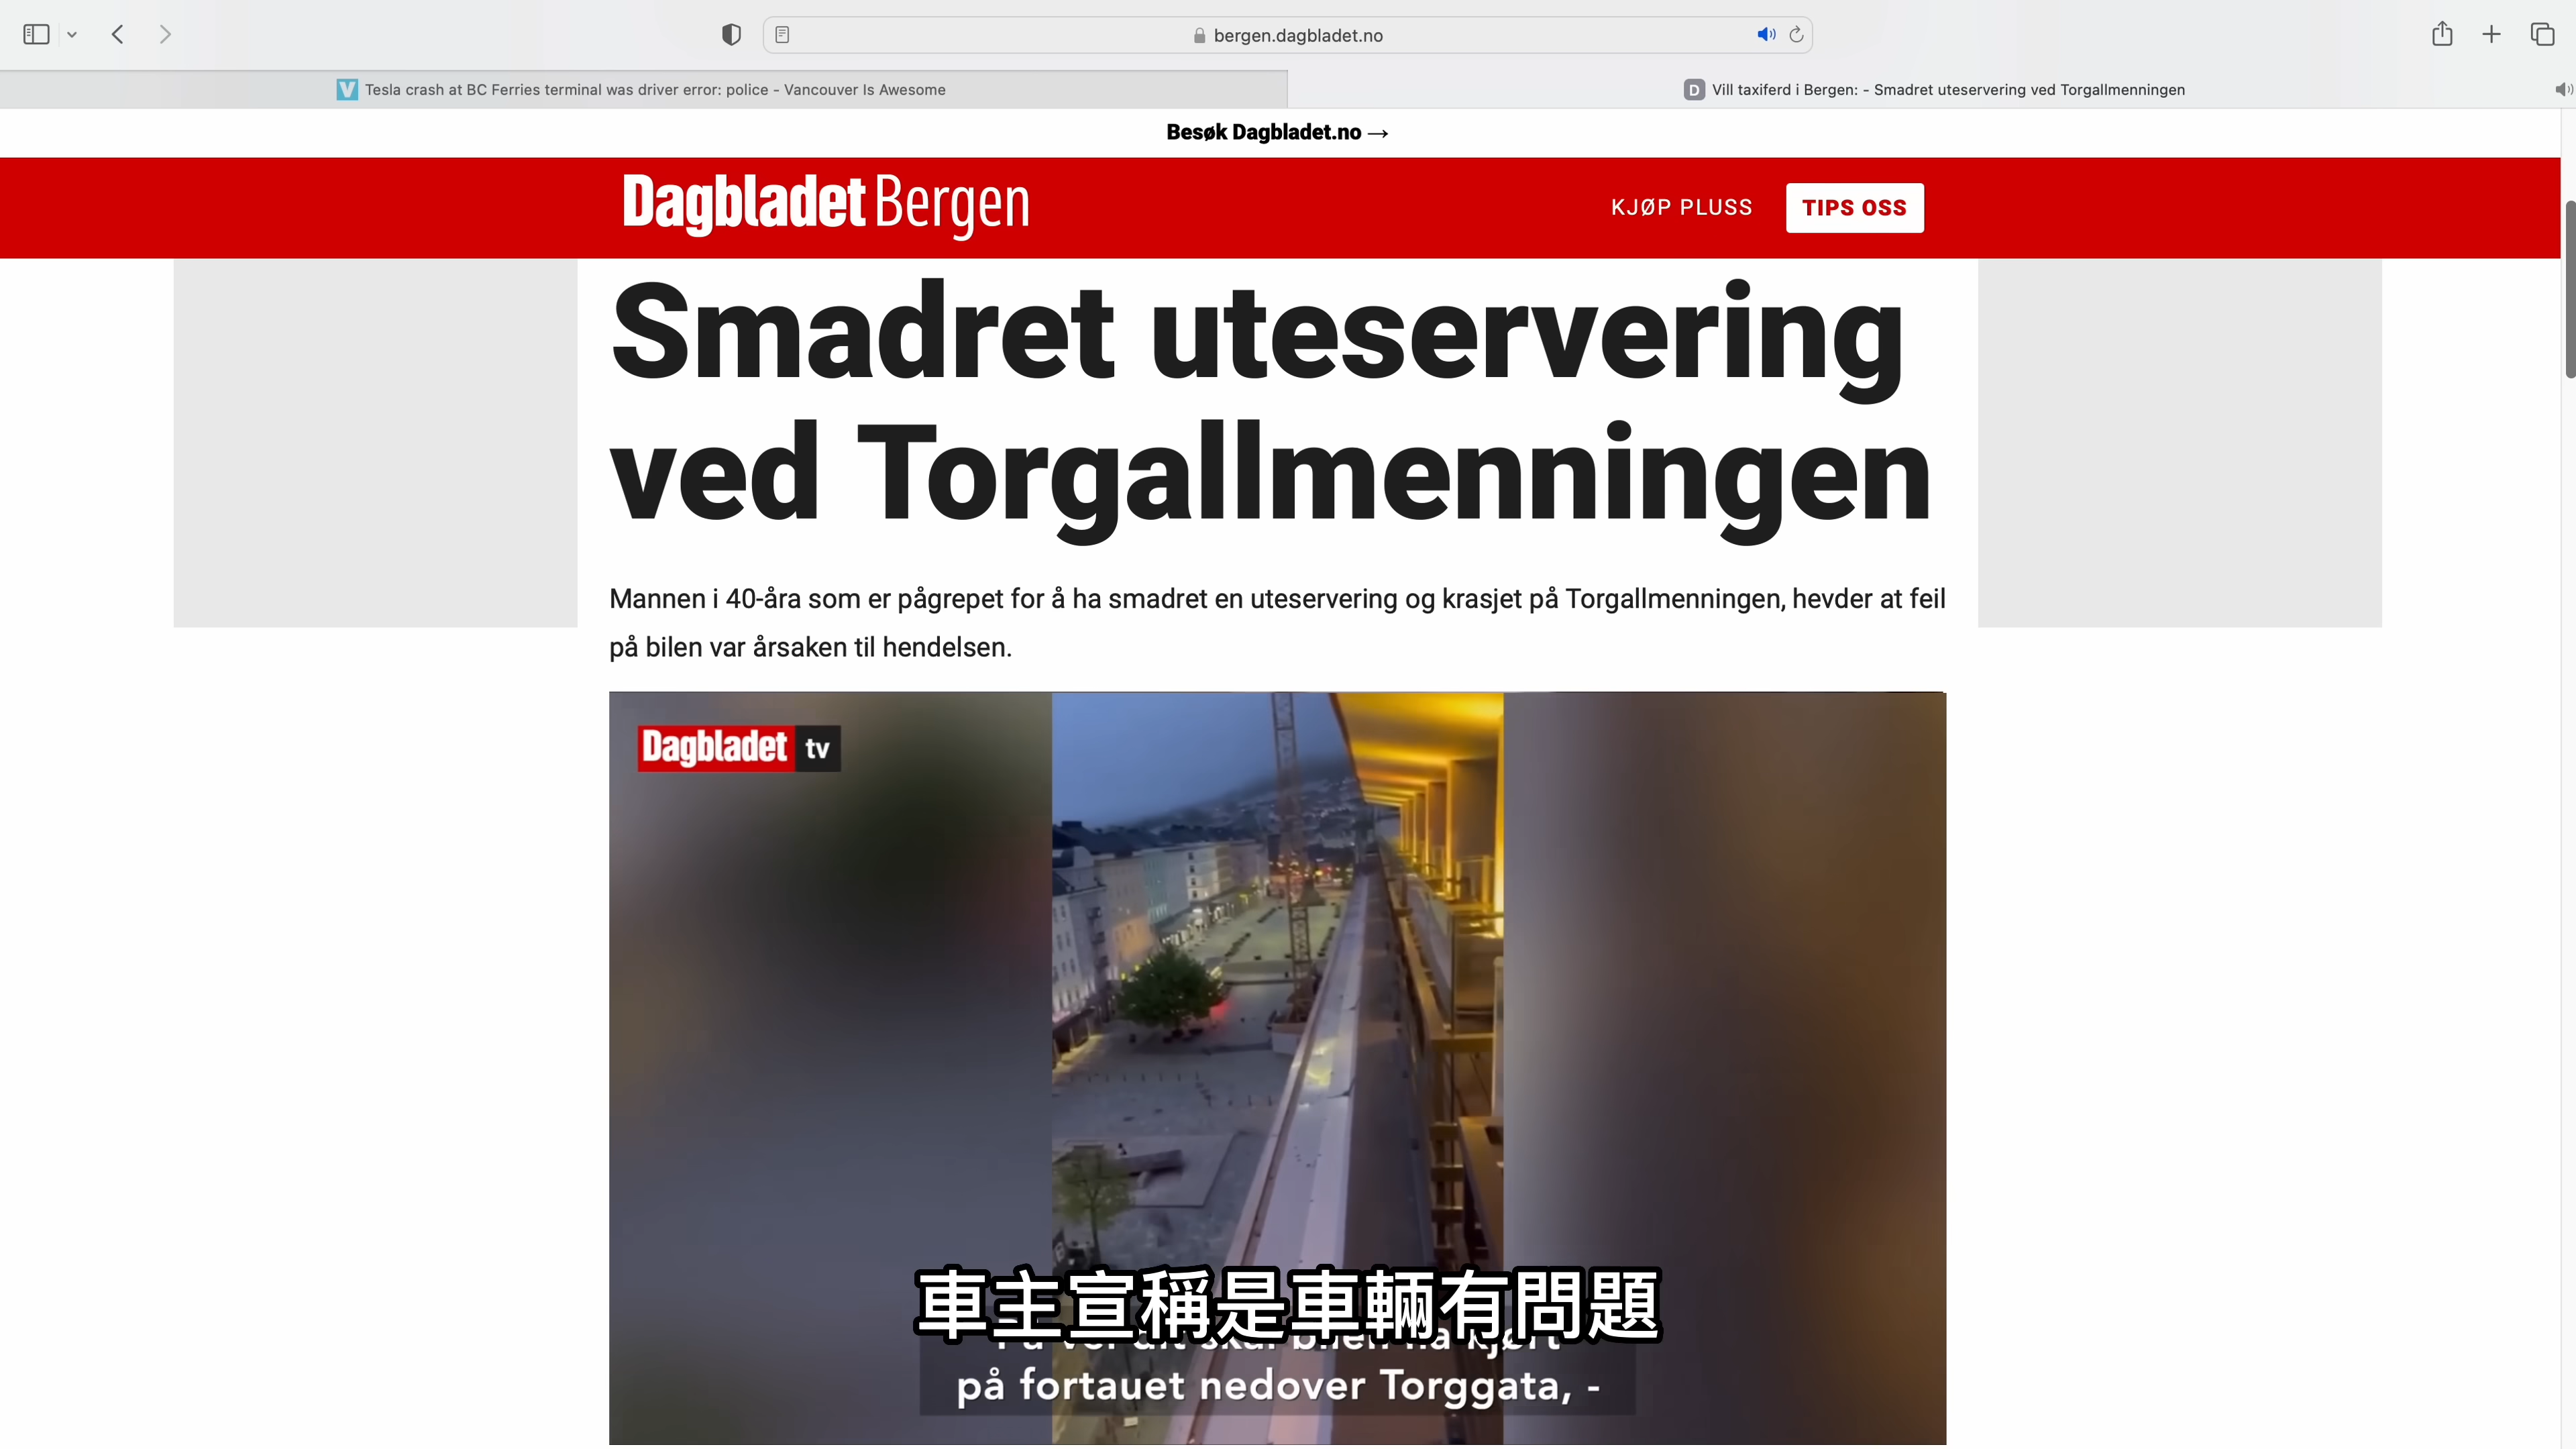 bergen.dagbladet.no
Tesla crash at BC Ferries terminal was driver error: police - Vancouver Is Awesome
D Vill taxiferd i Bergen: - Smadret uteservering ved Torgallmenningen
Besøk Dagbladet.no →
Dagbladet Bergen
KJØP PLUSS
TIPS OSS
Smadret uteservering
ved Torgallmenningen
Mannen i 40-åra som er pågrepet for å ha smadret en uteservering og krasjet på Torgallmenningen, hevder at feil
på bilen var årsaken til hendelsen.
Dagbladet tv
車主宣稱是車輛有問題
på fortauet nedover Torggata, -